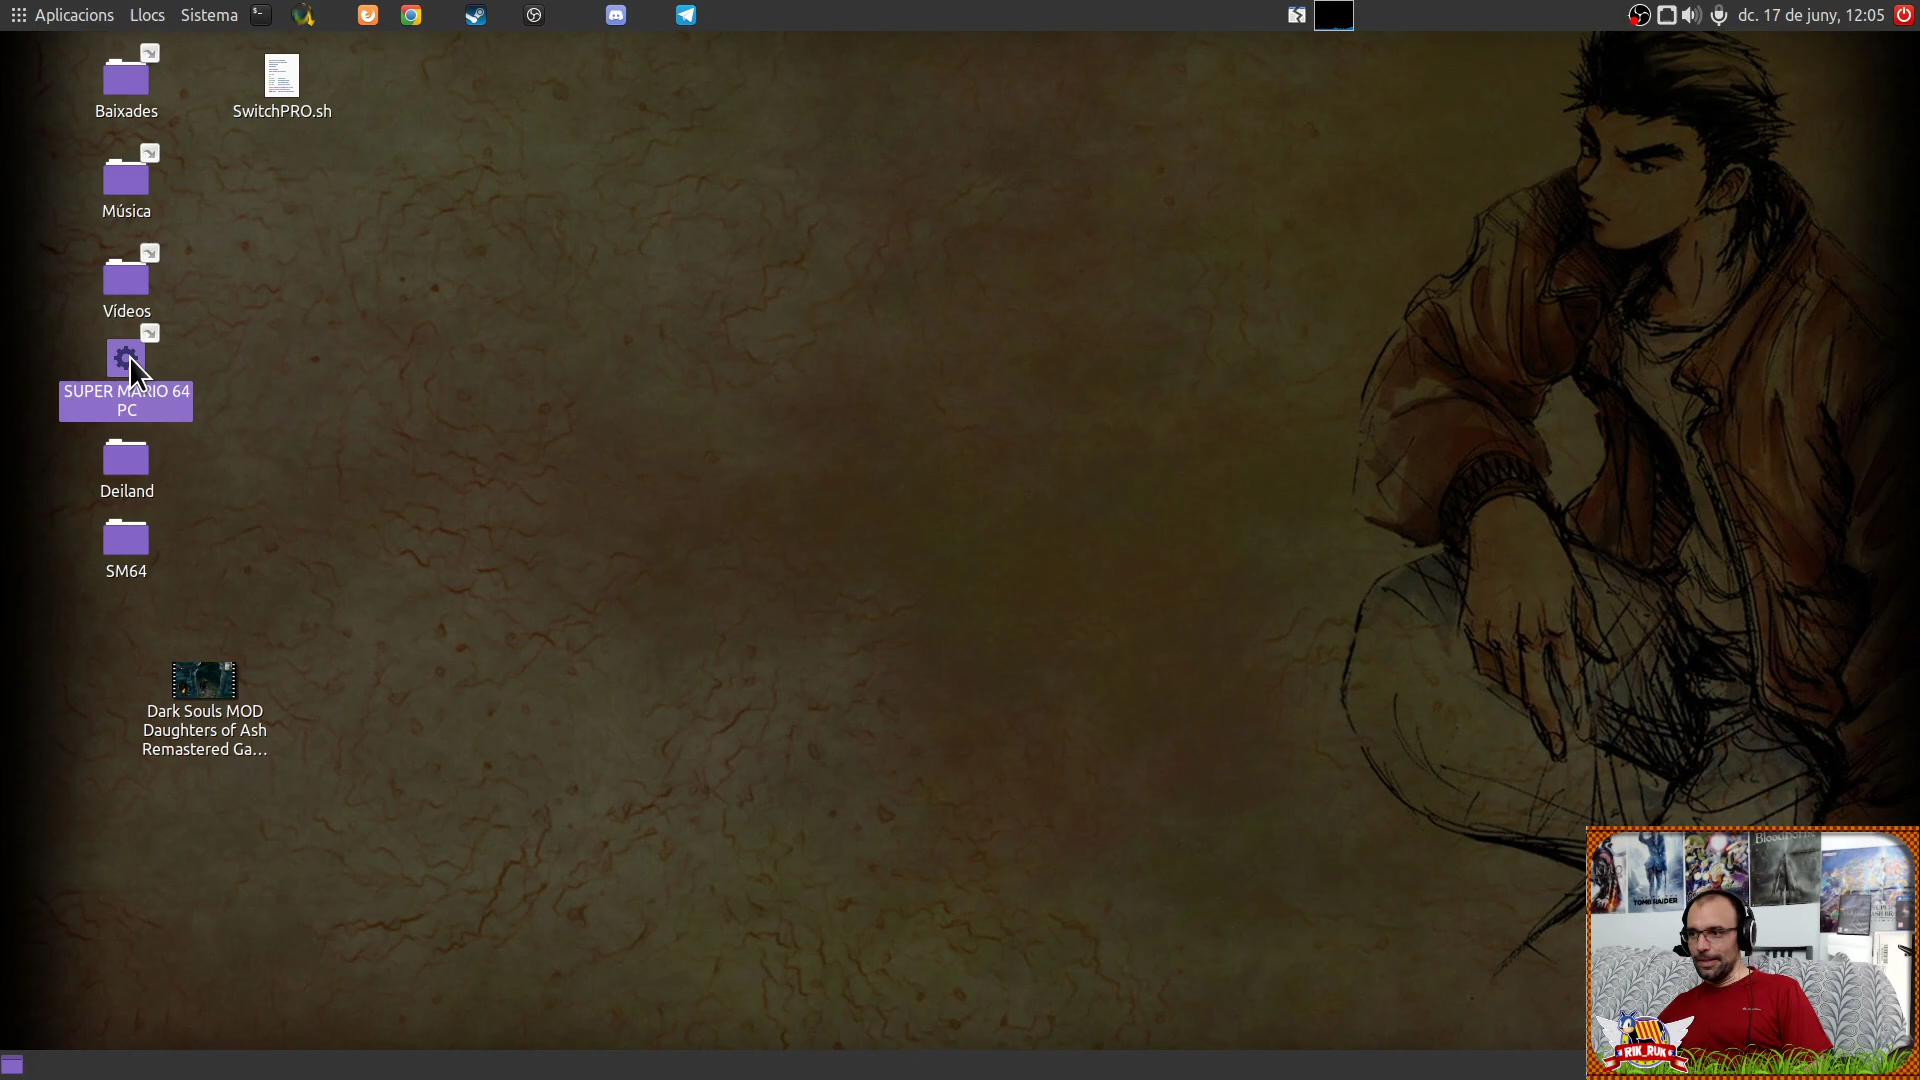 Aplicacions Llocs Sistema
dc. 17 de juny, 12:05
Baixades
SwitchPRO.sh
Música
Vídeos
SUPER MARIO 64
PC
Deiland
SM64
Dark Souls MOD
Daughters of Ash
Remastered Ga…
TOMB RAIDER
RIK_RUK